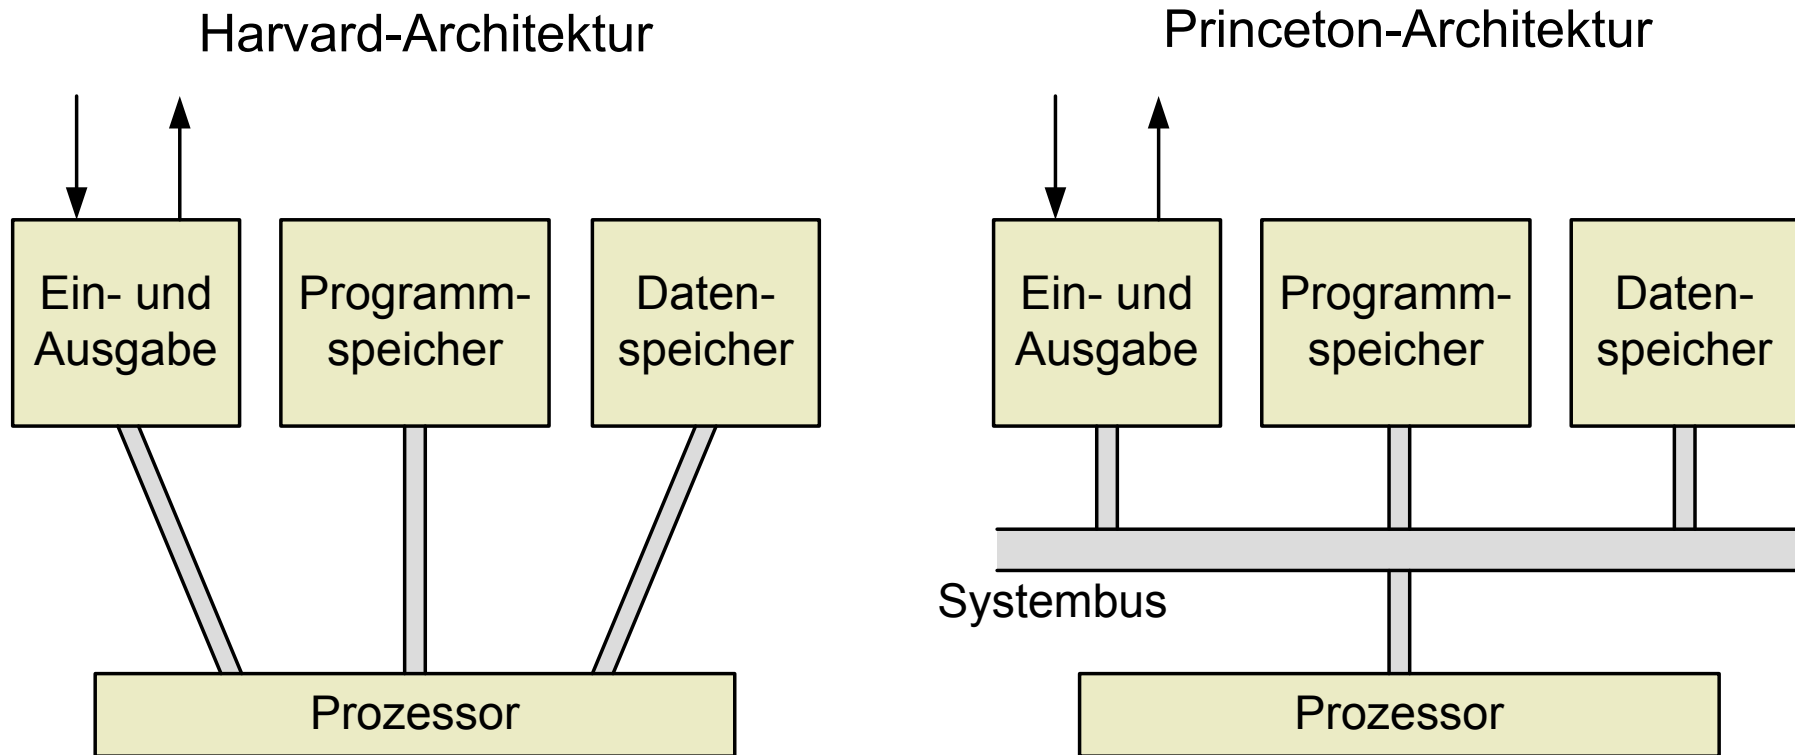 Harvard-Architektur
Ein- und
Ausgabe
Programm-
speicher
Daten-
speicher
Prozessor
Princeton-Architektur
Ein- und
Ausgabe
Programm-
speicher
Daten-
speicher
Systembus
Prozessor